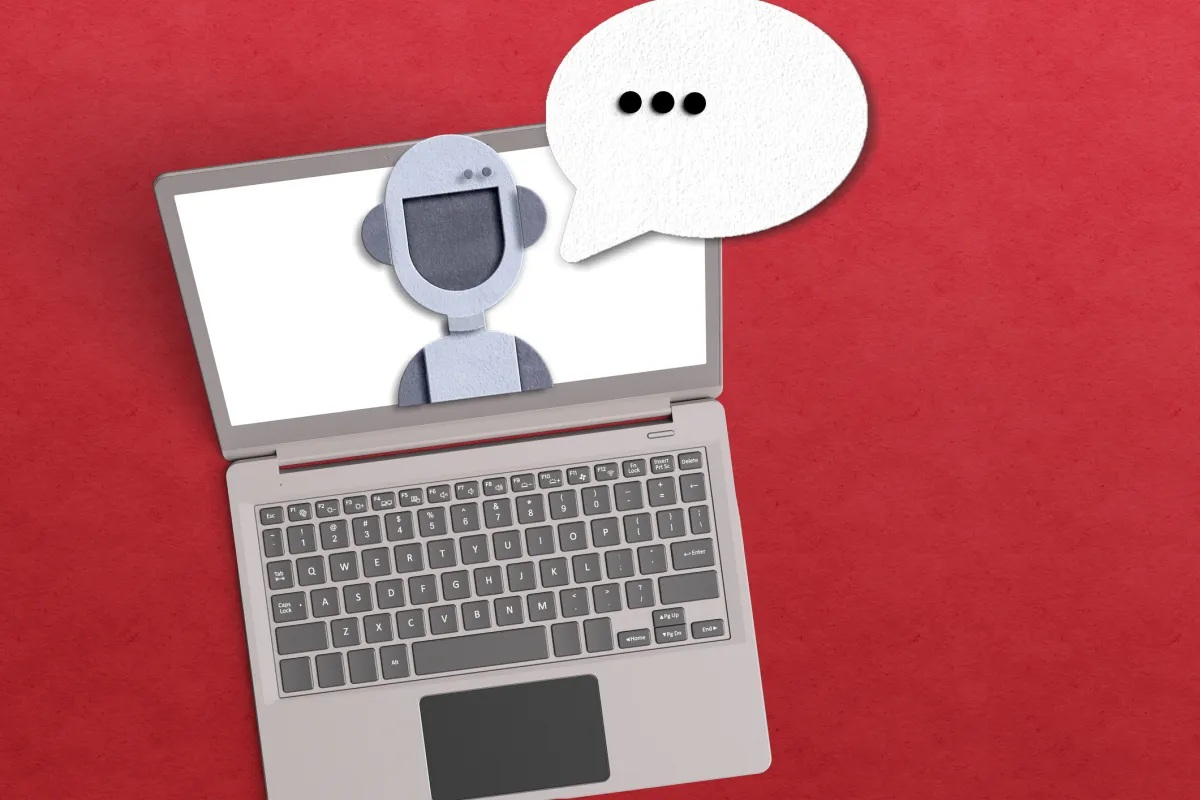 ...
Esc F1 F2 F3 F4 F5 F6 F7 F8 F9 F10 F11 F12 Fn Lock Insert Prt Sc Delete
~ ! 1 @ 2 # 3 $ 4 % 5 ^ 6 & 7 * 8 ( 9 ) 0 _ - + = ←
Tab Q W E R T Y U I O P { [ } ]
Caps Lock A S D F G H J K L ← Enter
Z X C V B N M < , > . ? /
Alt ◀Home ▲Pg Up ▼Pg Dn End▶